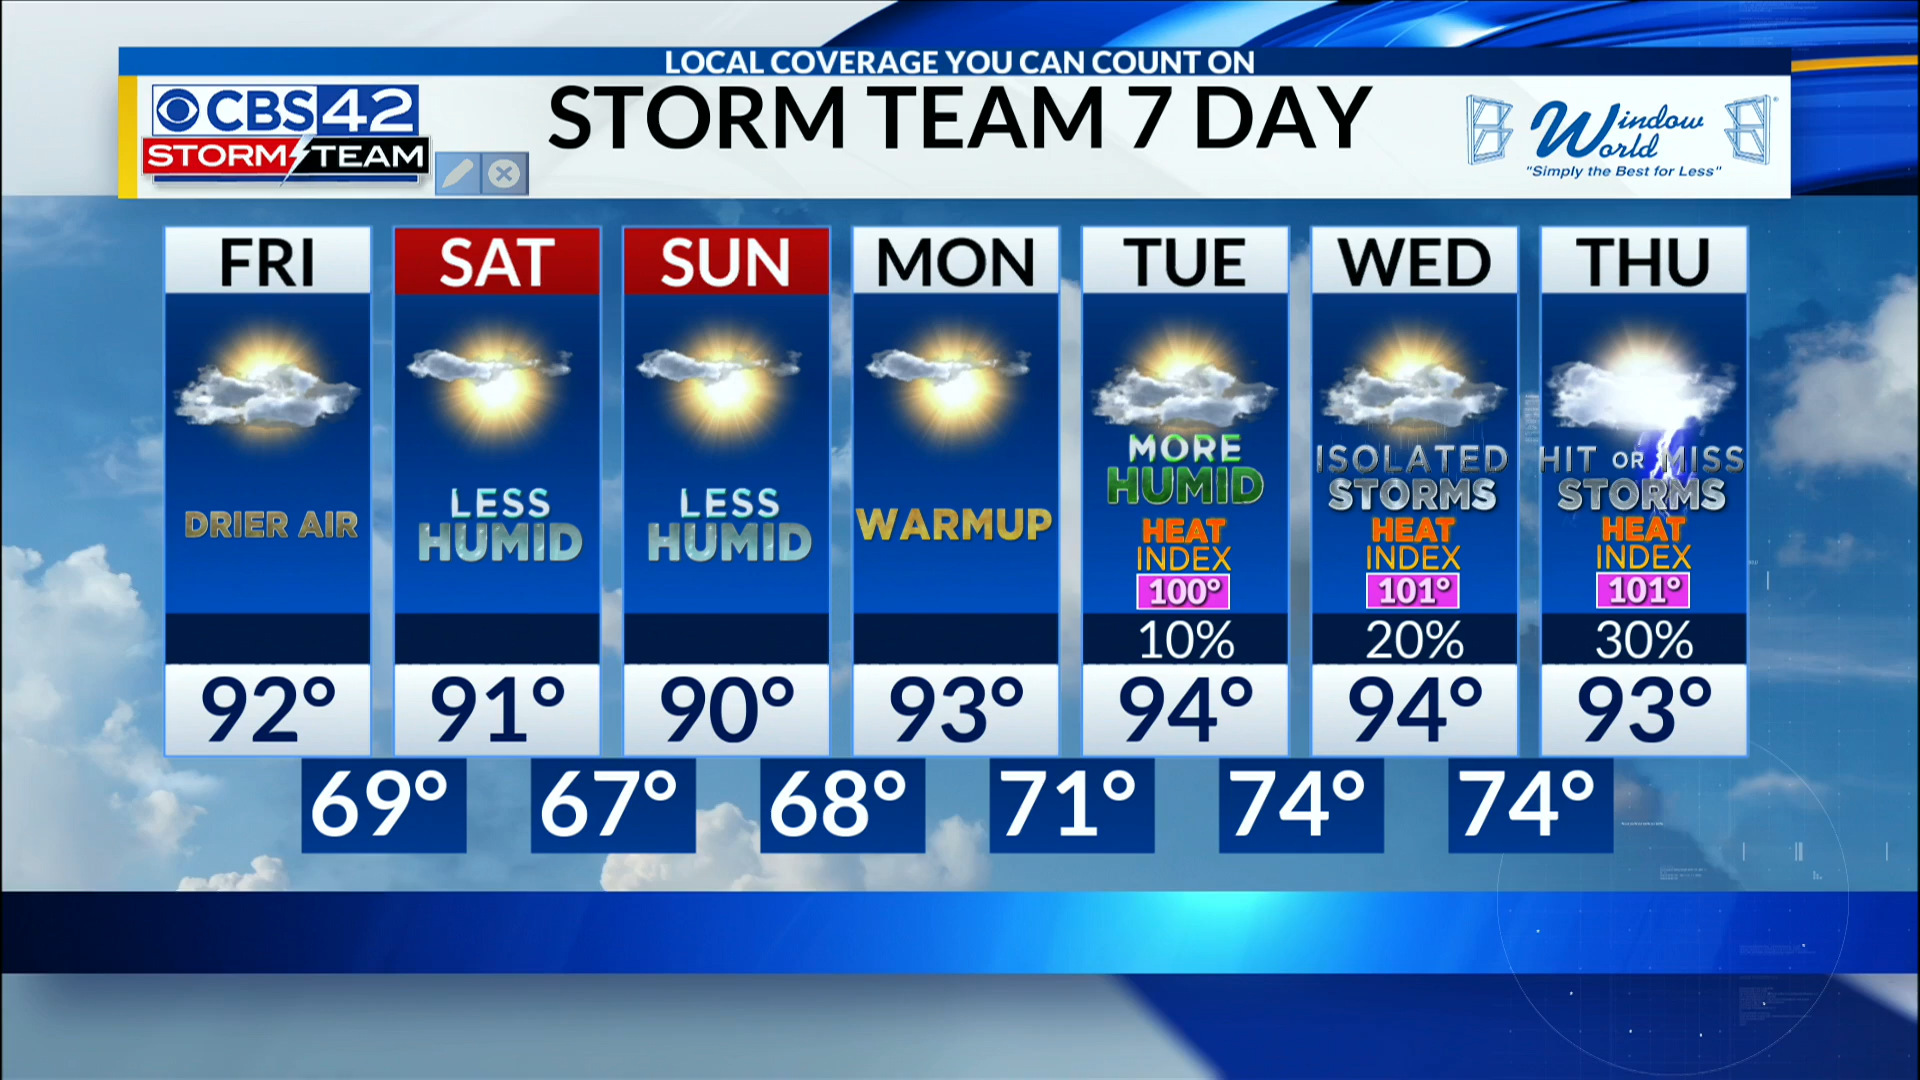 LOCAL COVERAGE YOU CAN COUNT ON
CBS 42
STORM TEAM
STORM TEAM 7 DAY
Window World
"Simply the Best for Less"
FRI
DRIER AIR
92°
SAT
LESS
HUMID
91°
SUN
LESS
HUMID
90°
MON
WARMUP
93°
TUE
MORE
HUMID
HEAT
INDEX
100°
10%
94°
WED
ISOLATED
STORMS
HEAT
INDEX
101°
20%
94°
THU
HIT OR MISS
STORMS
HEAT
INDEX
101°
30%
93°
69°
67°
68°
71°
74°
74°